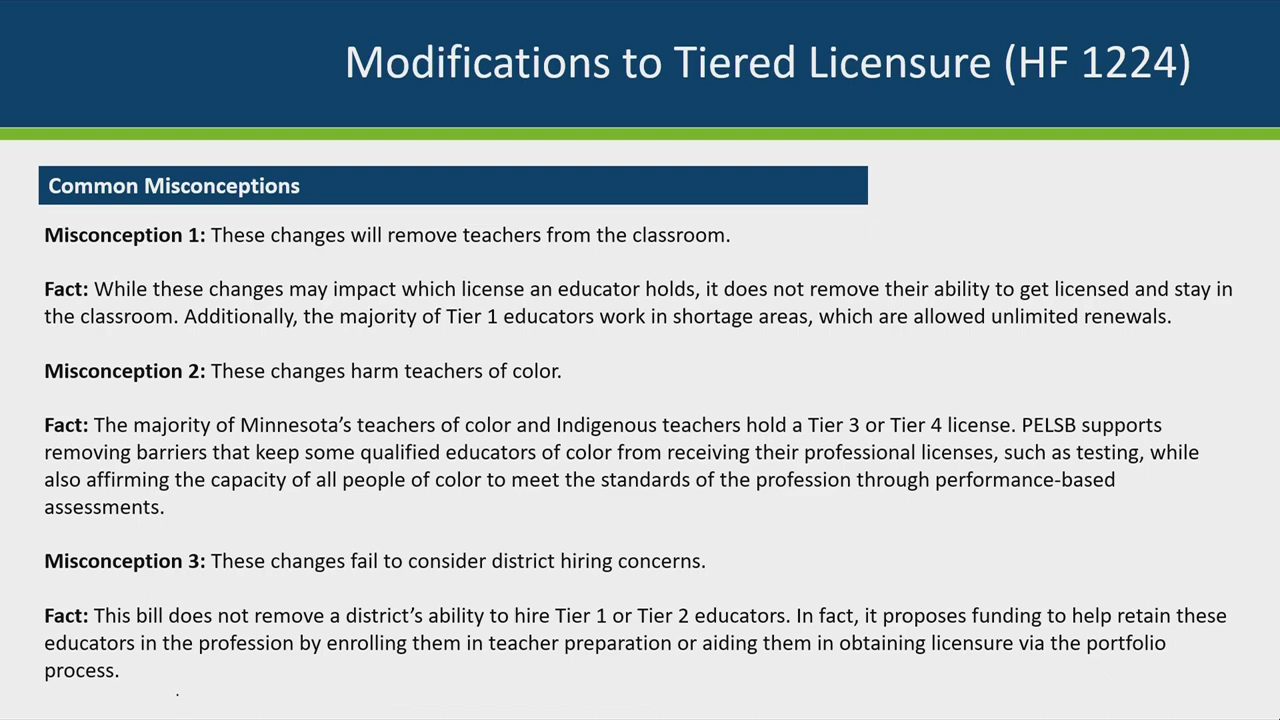 Modifications to Tiered Licensure (HF 1224)
Common Misconceptions
Misconception 1: These changes will remove teachers from the classroom.
Fact: While these changes may impact which license an educator holds, it does not remove their ability to get licensed and stay in
the classroom. Additionally, the majority of Tier 1 educators work in shortage areas, which are allowed unlimited renewals.
Misconception 2: These changes harm teachers of color.
Fact: The majority of Minnesota’s teachers of color and Indigenous teachers hold a Tier 3 or Tier 4 license. PELSB supports
removing barriers that keep some qualified educators of color from receiving their professional licenses, such as testing, while
also affirming the capacity of all people of color to meet the standards of the profession through performance-based
assessments.
Misconception 3: These changes fail to consider district hiring concerns.
Fact: This bill does not remove a district’s ability to hire Tier 1 or Tier 2 educators. In fact, it proposes funding to help retain these
educators in the profession by enrolling them in teacher preparation or aiding them in obtaining licensure via the portfolio
process.
.